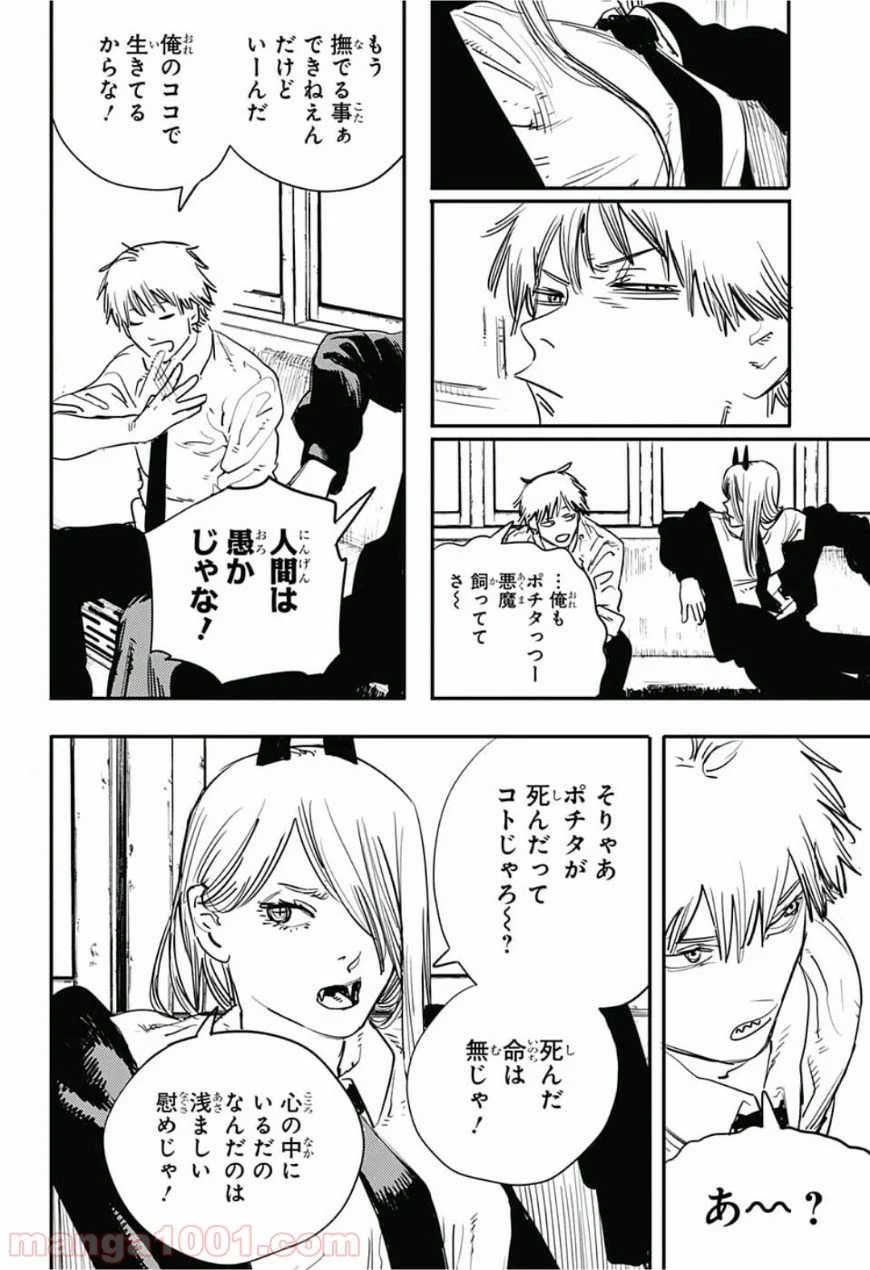 …俺も
ポチタっつー
悪魔
飼ってて
さ〜
もう
撫でる事ぁ
できねえん
だけど
いーんだ
俺のココで
生きてる
からな!
人間は
愚か
じゃな!
あ〜〜?
そりゃあ
ポチタが
死んだって
コトじゃろ〜?
死んだ
命は
無じゃ!
心の中に
いるだの
なんだのは
浅ましい
慰めじゃ!
manga1001.com